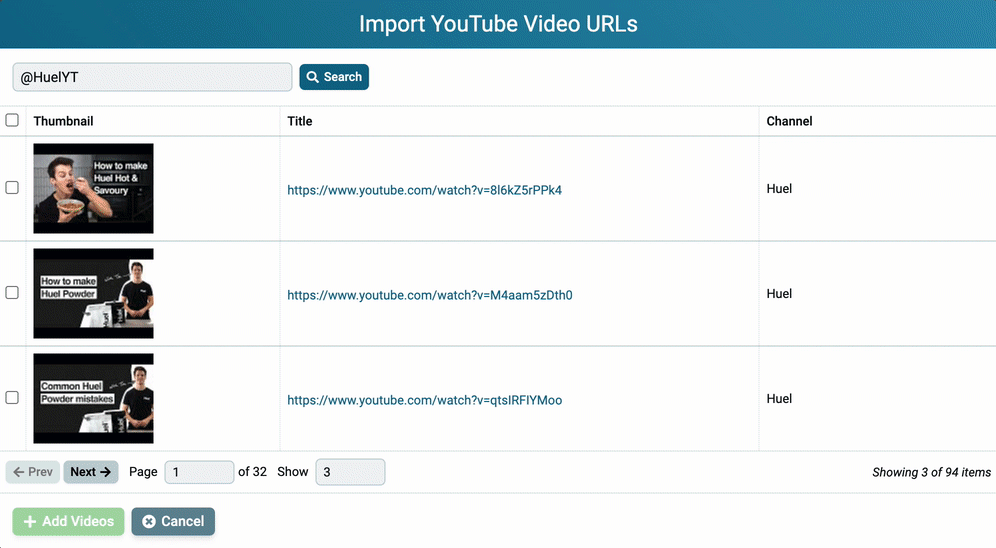 Import YouTube Video URLs
@HuelYT
Search
Thumbnail Title Channel
How to make
Huel Hot &
Savoury
https://www.youtube.com/watch?v=8l6kZ5rPPk4
Huel
How to make
Huel Powder
https://www.youtube.com/watch?v=M4aam5zDth0
Huel
Common Huel
Powder mistakes
https://www.youtube.com/watch?v=qtsIRFIYMoo
Huel
Prev Next Page 1 of 32 Show 3 Showing 3 of 94 items
Add Videos Cancel